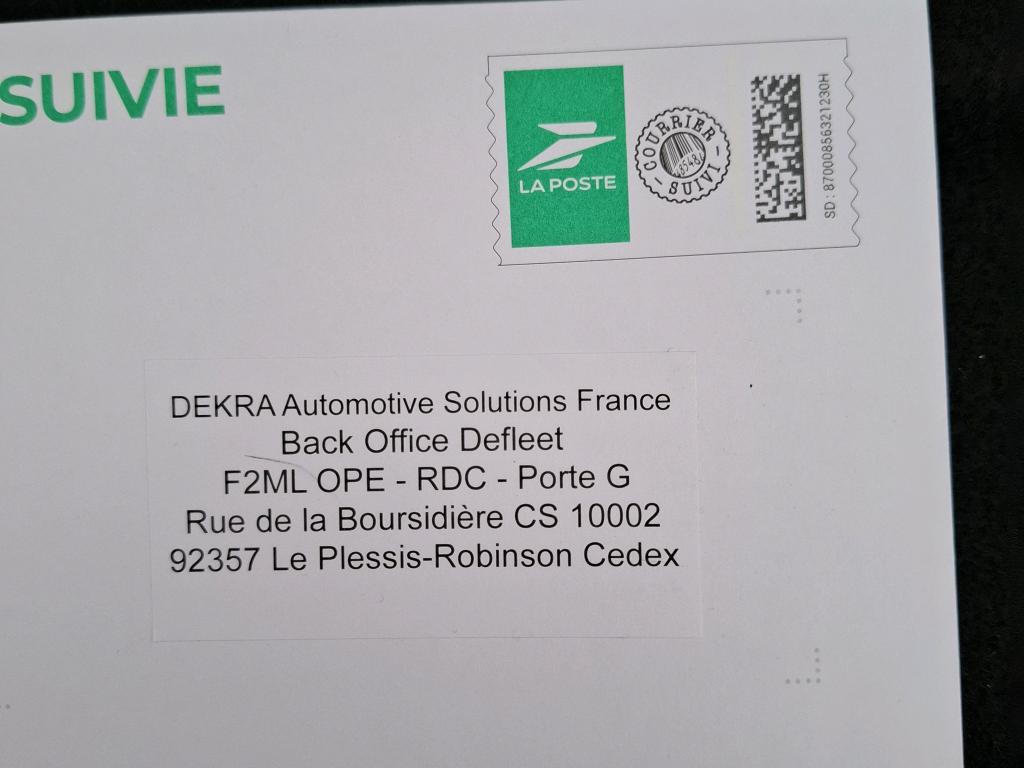 SUIVIE
LA POSTE
COURRIER
SUIVI
SD : 87000856321230H
DEKRA Automotive Solutions France
Back Office Defleet
F2ML OPE - RDC - Porte G
Rue de la Boursidière CS 10002
92357 Le Plessis-Robinson Cedex